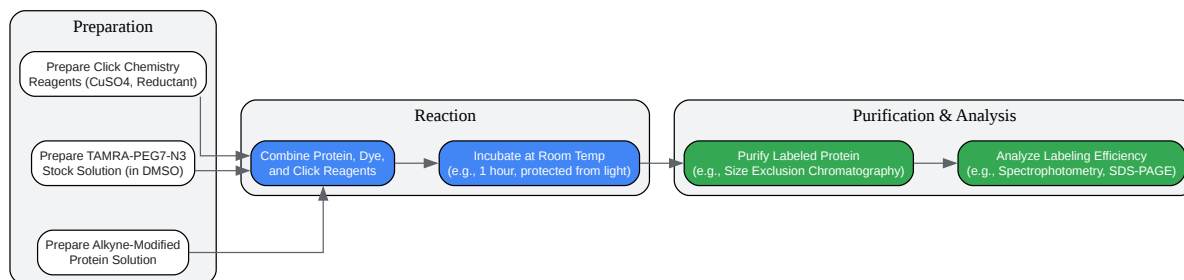 Preparation
Prepare Click Chemistry
Reagents (CuSO4, Reductant)
Prepare TAMRA-PEG7-N3
Stock Solution (in DMSO)
Prepare Alkyne-Modified
Protein Solution
Reaction
Combine Protein, Dye,
and Click Reagents
Incubate at Room Temp
(e.g., 1 hour, protected from light)
Purification & Analysis
Purify Labeled Protein
(e.g., Size Exclusion Chromatography)
Analyze Labeling Efficiency
(e.g., Spectrophotometry, SDS-PAGE)